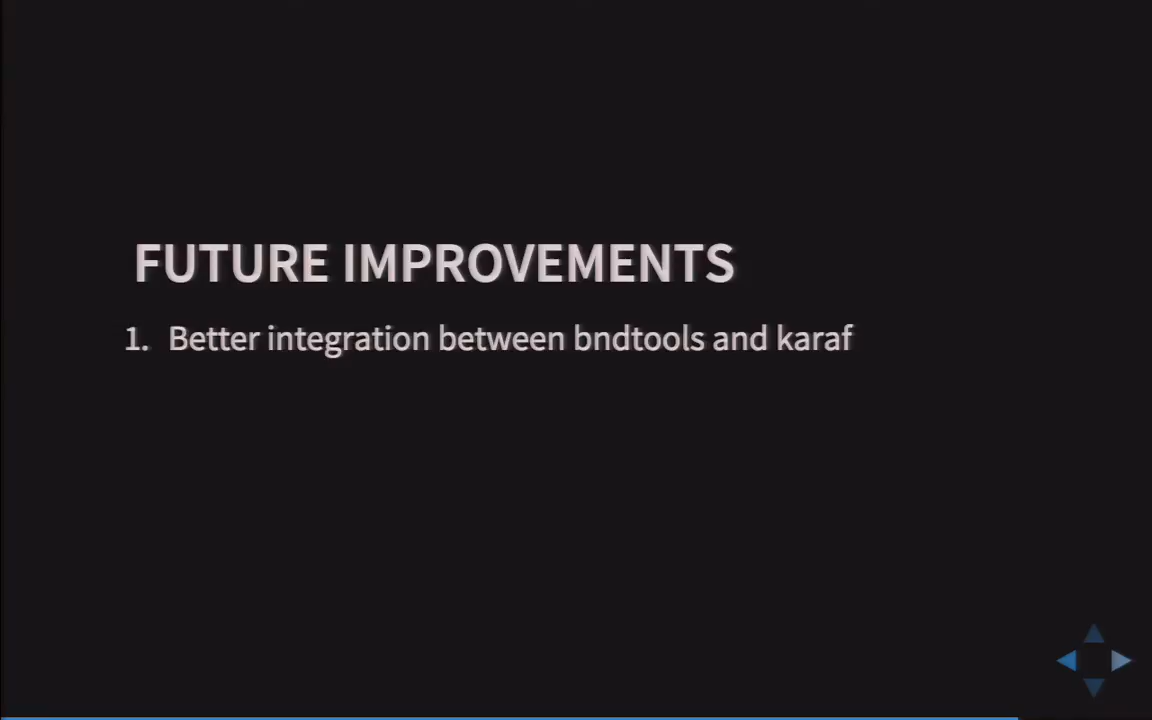 FUTURE IMPROVEMENTS
1. Better integration between bndtools and karaf